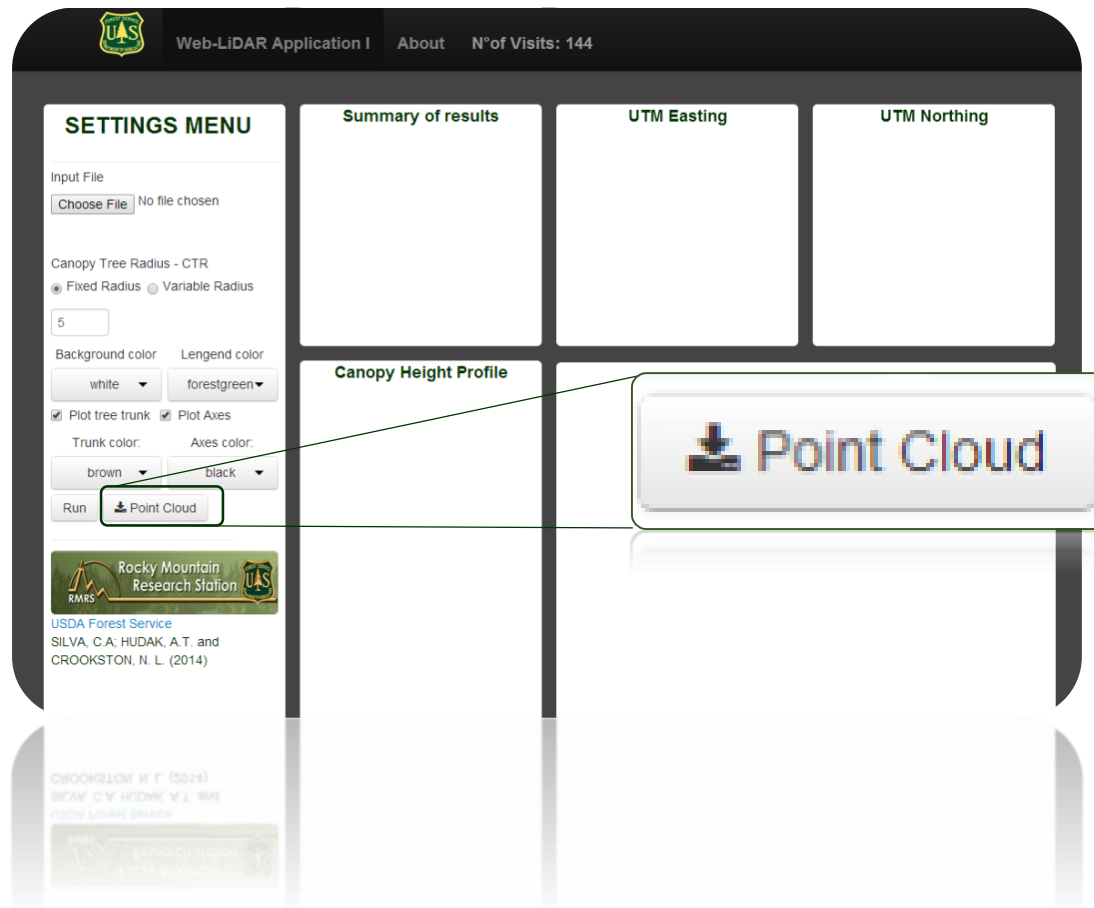 UAS
Web-LiDAR Application I About N°of Visits: 144
SETTINGS MENU
Input File
Choose File No file chosen
Canopy Tree Radius - CTR
Fixed Radius Variable Radius
5
Background color Lengend color
white forestgreen
Plot tree trunk Plot Axes
Trunk color: Axes color:
brown black
Run Point Cloud
Rocky Mountain
Research Station
RMRS
UAS
USDA Forest Service
SILVA, C.A; HUDAK, A.T. and
CROOKSTON, N. L. (2014)
Summary of results
UTM Easting
UTM Northing
Canopy Height Profile
Point Cloud